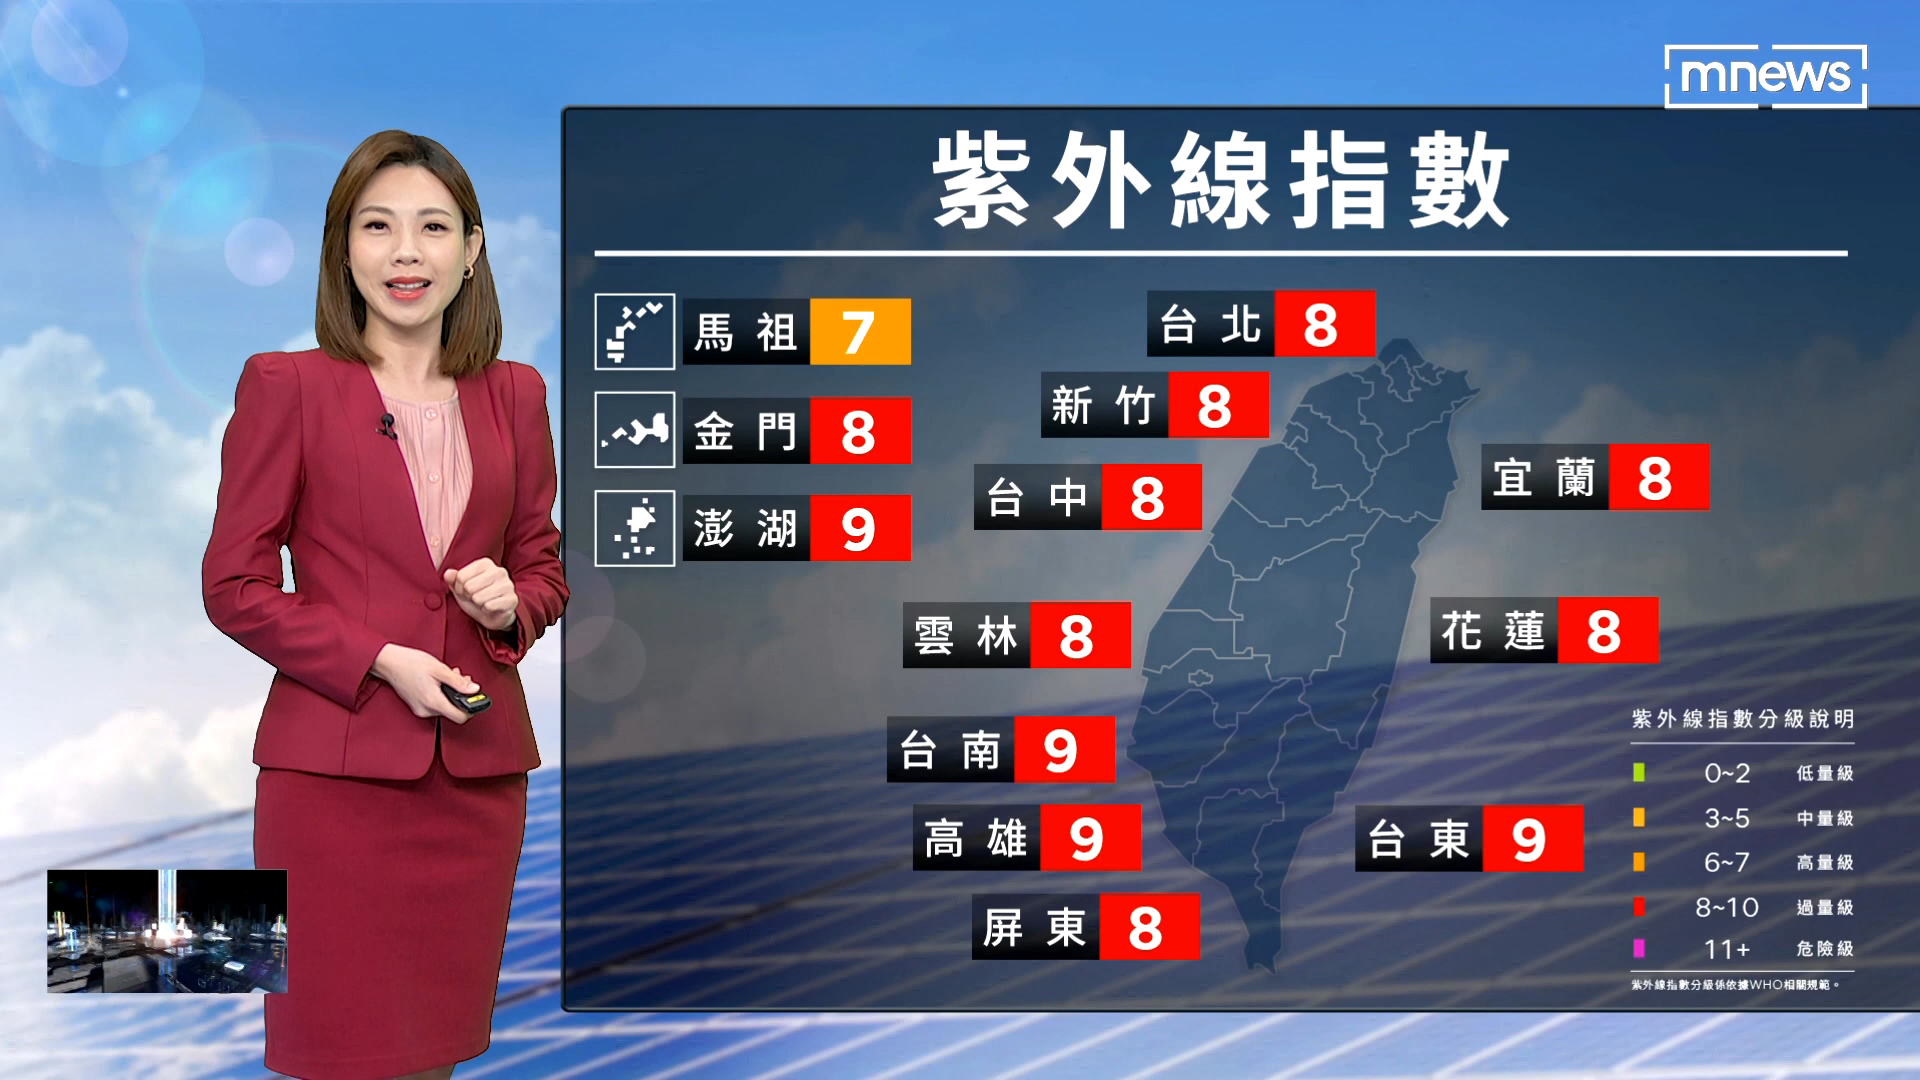 mnews
紫外線指數
馬祖 7
金門 8
澎湖 9
台北 8
新竹 8
台中 8
宜蘭 8
雲林 8
花蓮 8
台南 9
高雄 9
台東 9
屏東 8
紫外線指數分級說明
0~2 低量級
3~5 中量級
6~7 高量級
8~10 過量級
11+ 危險級
紫外線指數分級係依據WHO相關規範。